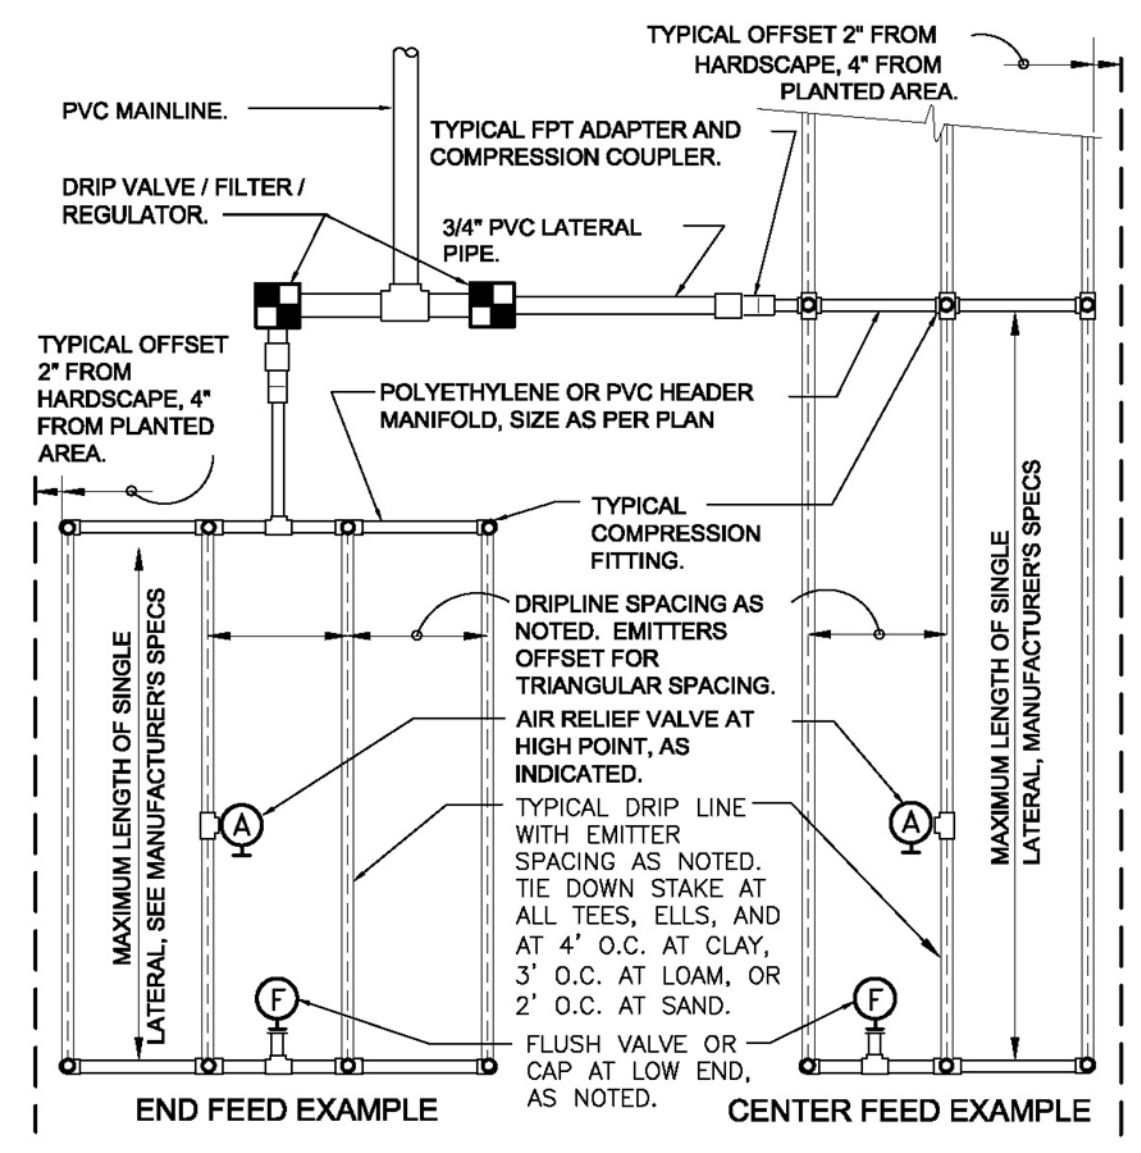 TYPICAL OFFSET 2" FROM
HARDSCAPE, 4" FROM
PLANTED AREA.
PVC MAINLINE.
TYPICAL FPT ADAPTER AND
COMPRESSION COUPLER.
DRIP VALVE / FILTER /
REGULATOR.
3/4" PVC LATERAL
PIPE.
TYPICAL OFFSET
2" FROM
HARDSCAPE, 4"
FROM PLANTED
AREA.
POLYETHYLENE OR PVC HEADER
MANIFOLD, SIZE AS PER PLAN
TYPICAL
COMPRESSION
FITTING.
DRIPLINE SPACING AS
NOTED. EMITTERS
OFFSET FOR
TRIANGULAR SPACING.
AIR RELIEF VALVE AT
HIGH POINT, AS
INDICATED.
TYPICAL DRIP LINE
WITH EMITTER
SPACING AS NOTED.
TIE DOWN STAKE AT
ALL TEES, ELLS, AND
AT 4' O.C. AT CLAY,
3' O.C. AT LOAM, OR
2' O.C. AT SAND.
FLUSH VALVE OR
CAP AT LOW END,
AS NOTED.
MAXIMUM LENGTH OF SINGLE
LATERAL, SEE MANUFACTURER'S SPECS
A
F
MAXIMUM LENGTH OF SINGLE
LATERAL, MANUFACTURER'S SPECS
A
F
END FEED EXAMPLE
CENTER FEED EXAMPLE